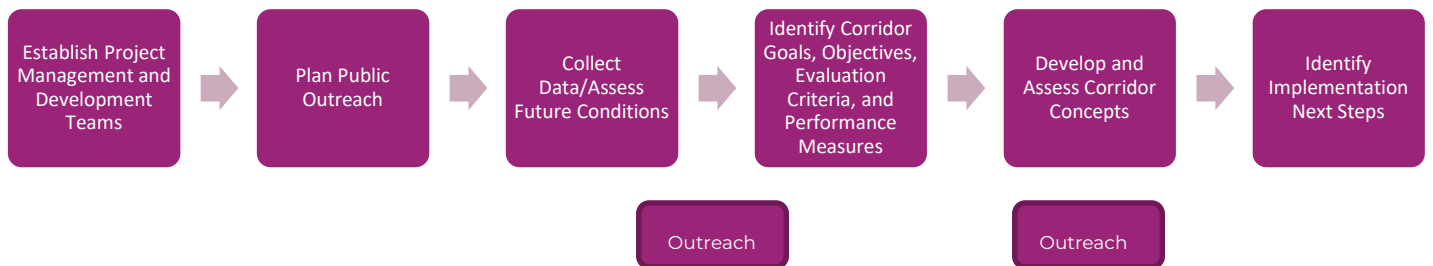 Establish Project
Management and
Development
Teams
Plan Public
Outreach
Collect
Data/Assess
Future Conditions
Identify Corridor
Goals, Objectives,
Evaluation
Criteria, and
Performance
Measures
Develop and
Assess Corridor
Concepts
Identify
Implementation
Next Steps
Outreach
Outreach